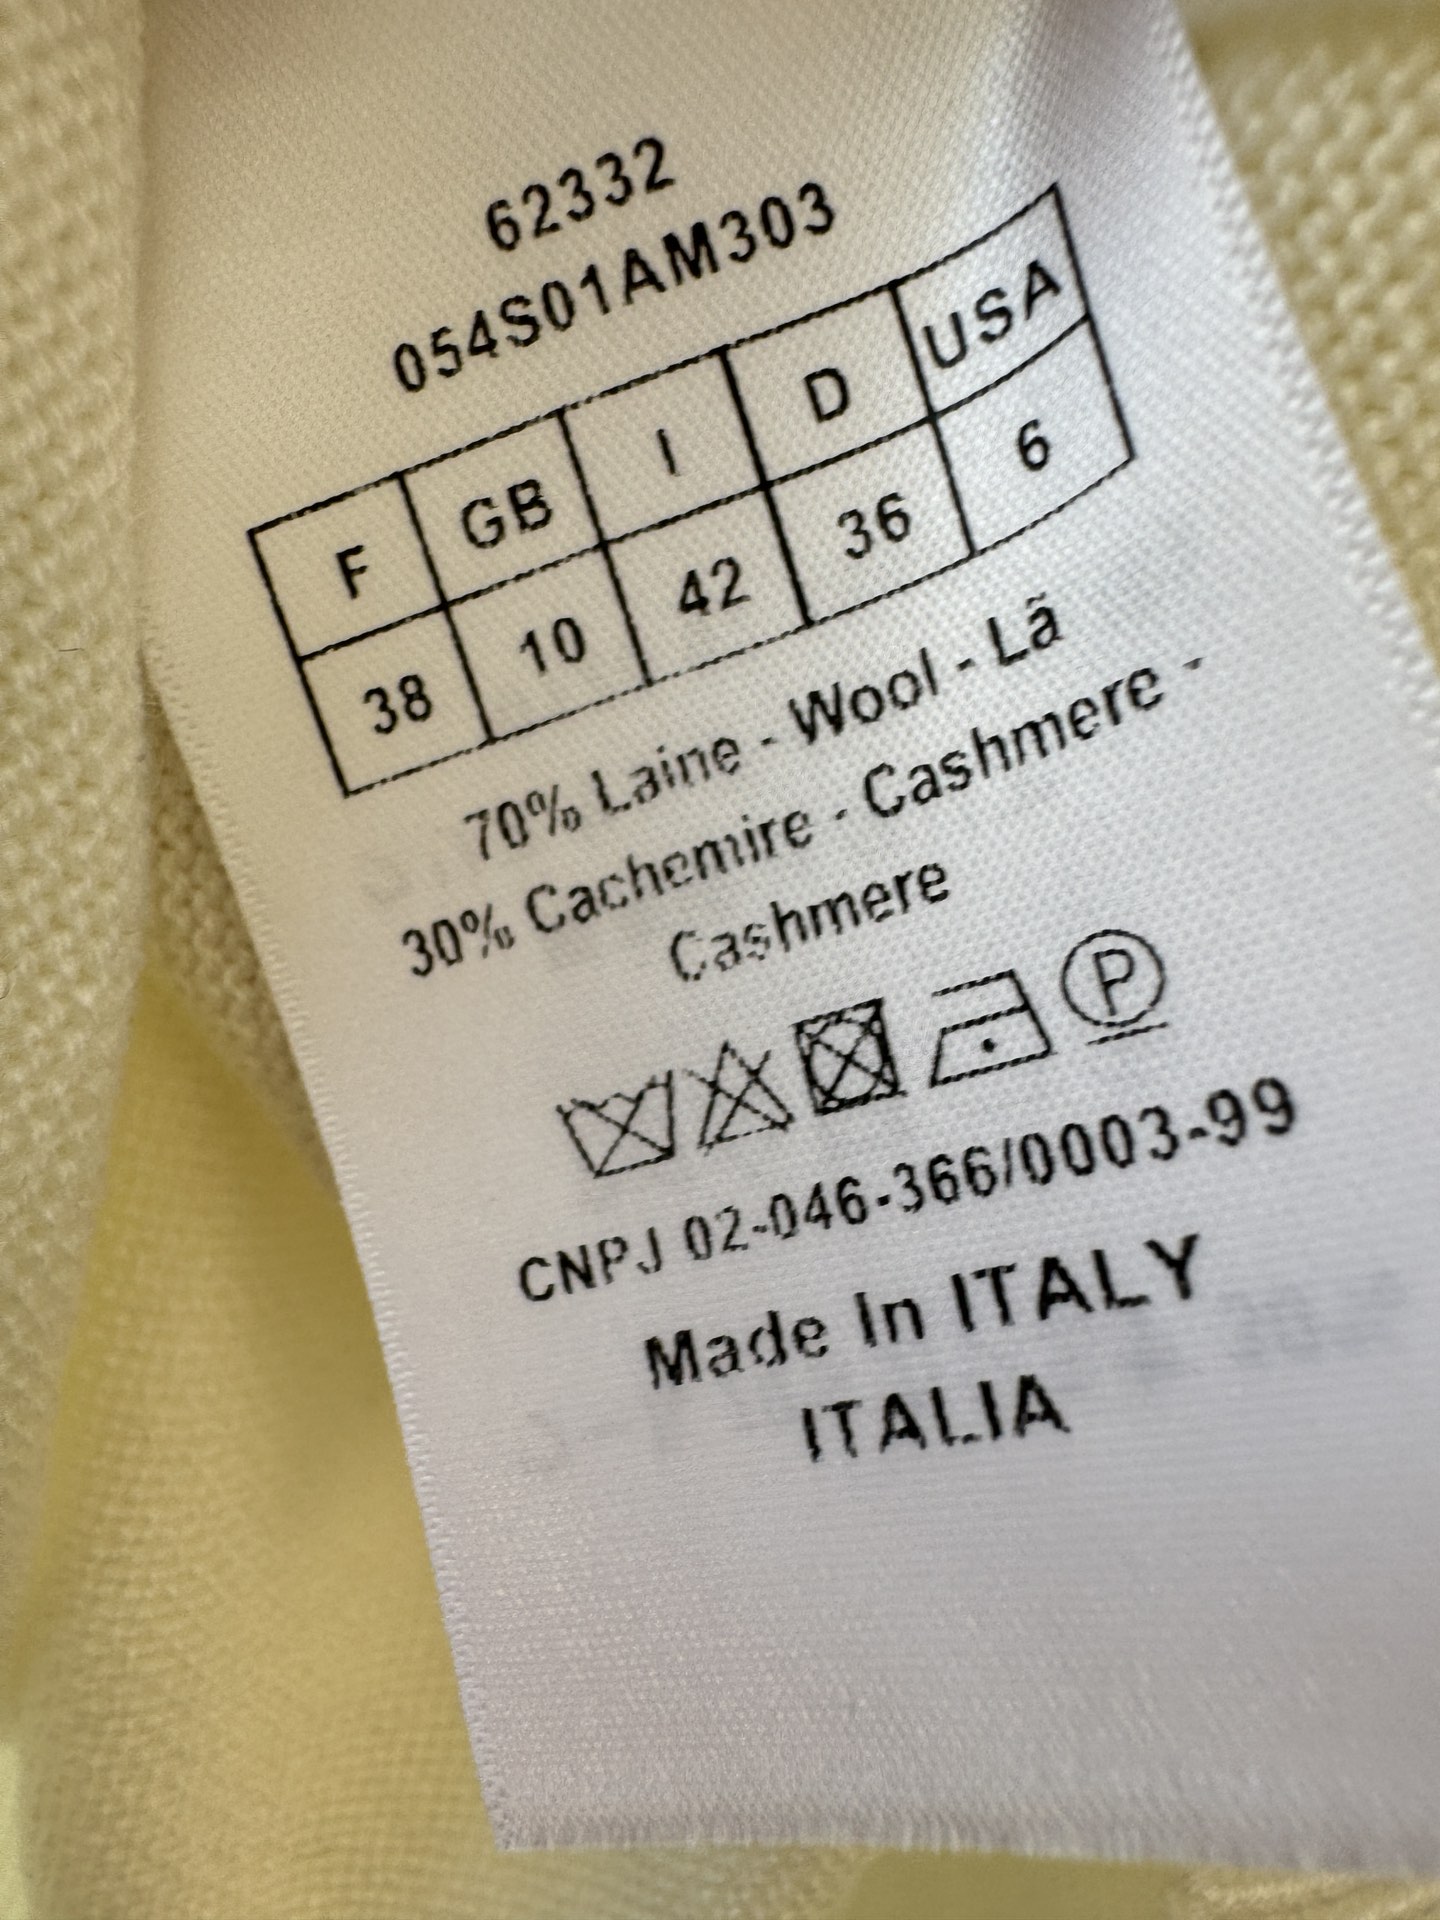 62332
054S01AM303
F GB I D USA
38 10 42 36 6
70% Laine - Wool - Lã
30% Cachemire - Cashmere -
Cashmere
P
CNPJ 02-046-366/0003-99
Made In ITALY
ITALIA